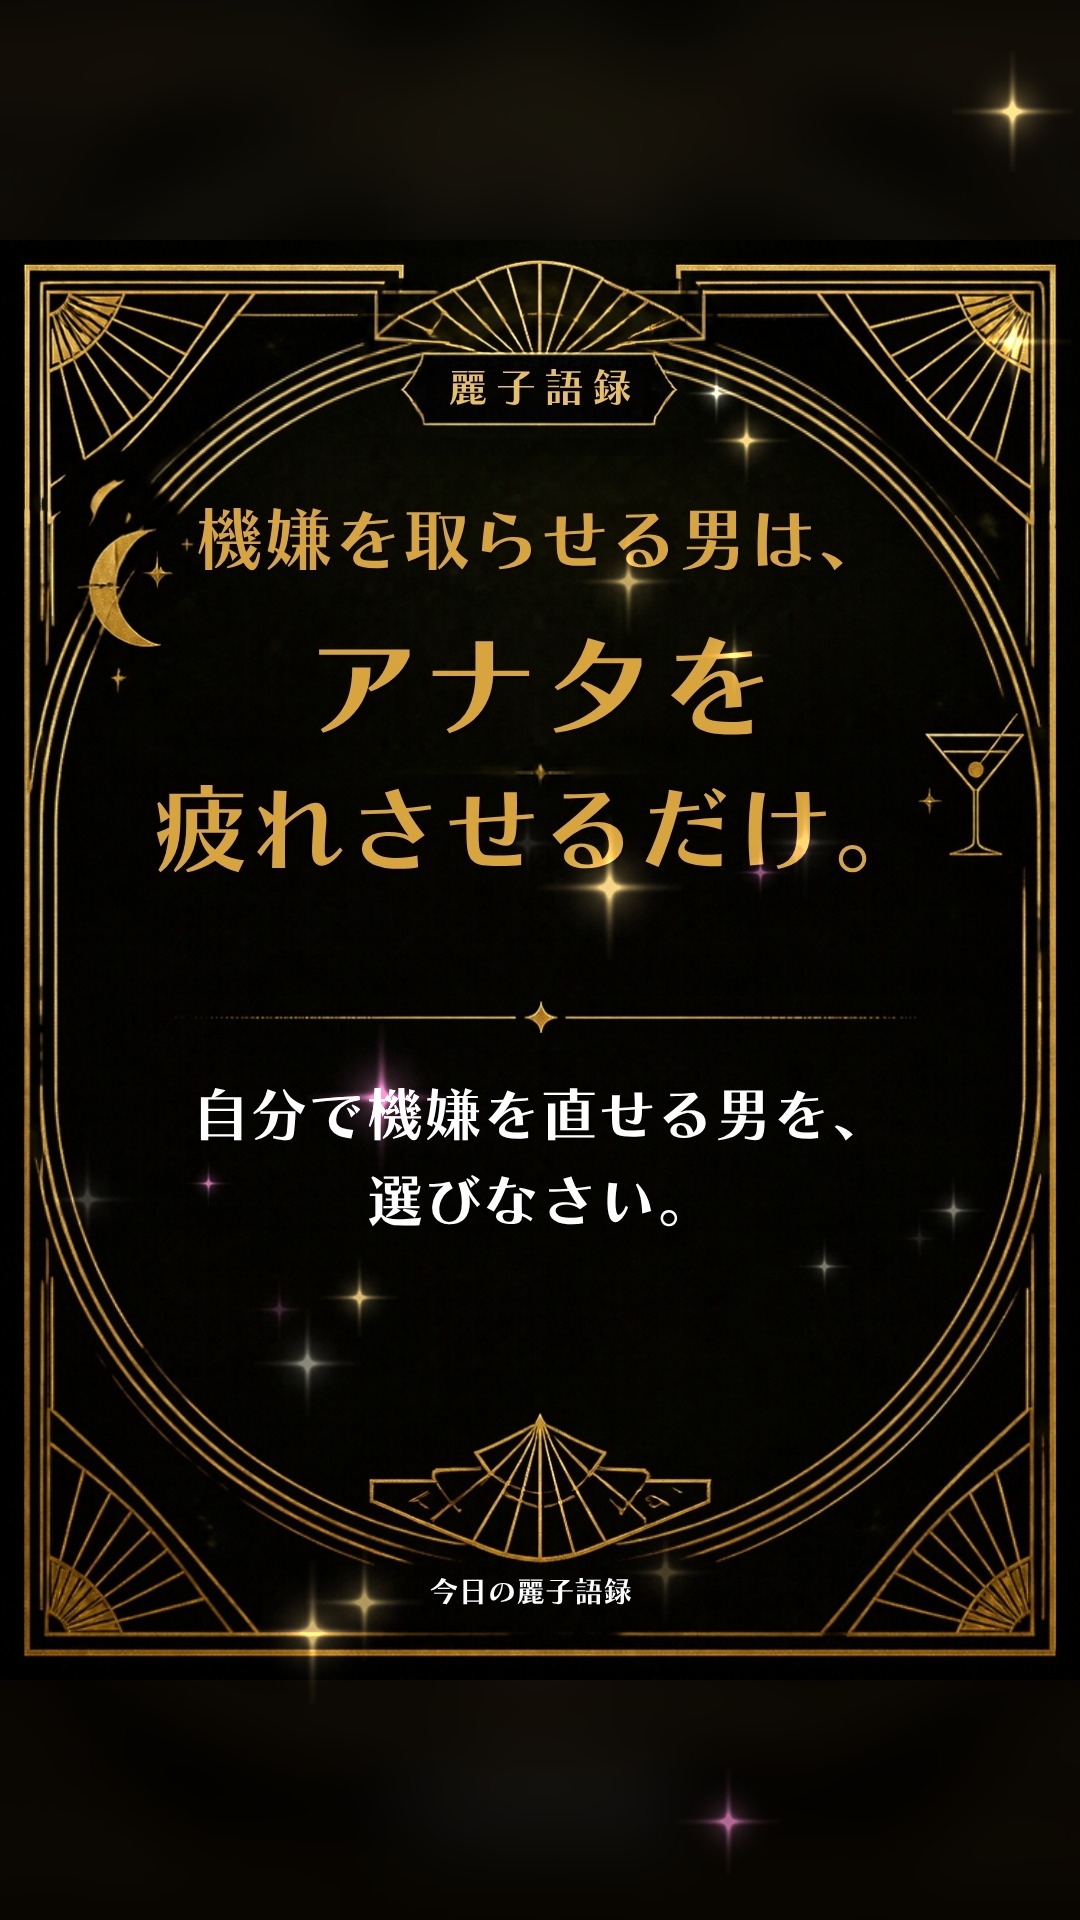 麗子語録
機嫌を取らせる男は、
アナタを
疲れさせるだけ。
自分で機嫌を直せる男を、
選びなさい。
今日の麗子語録